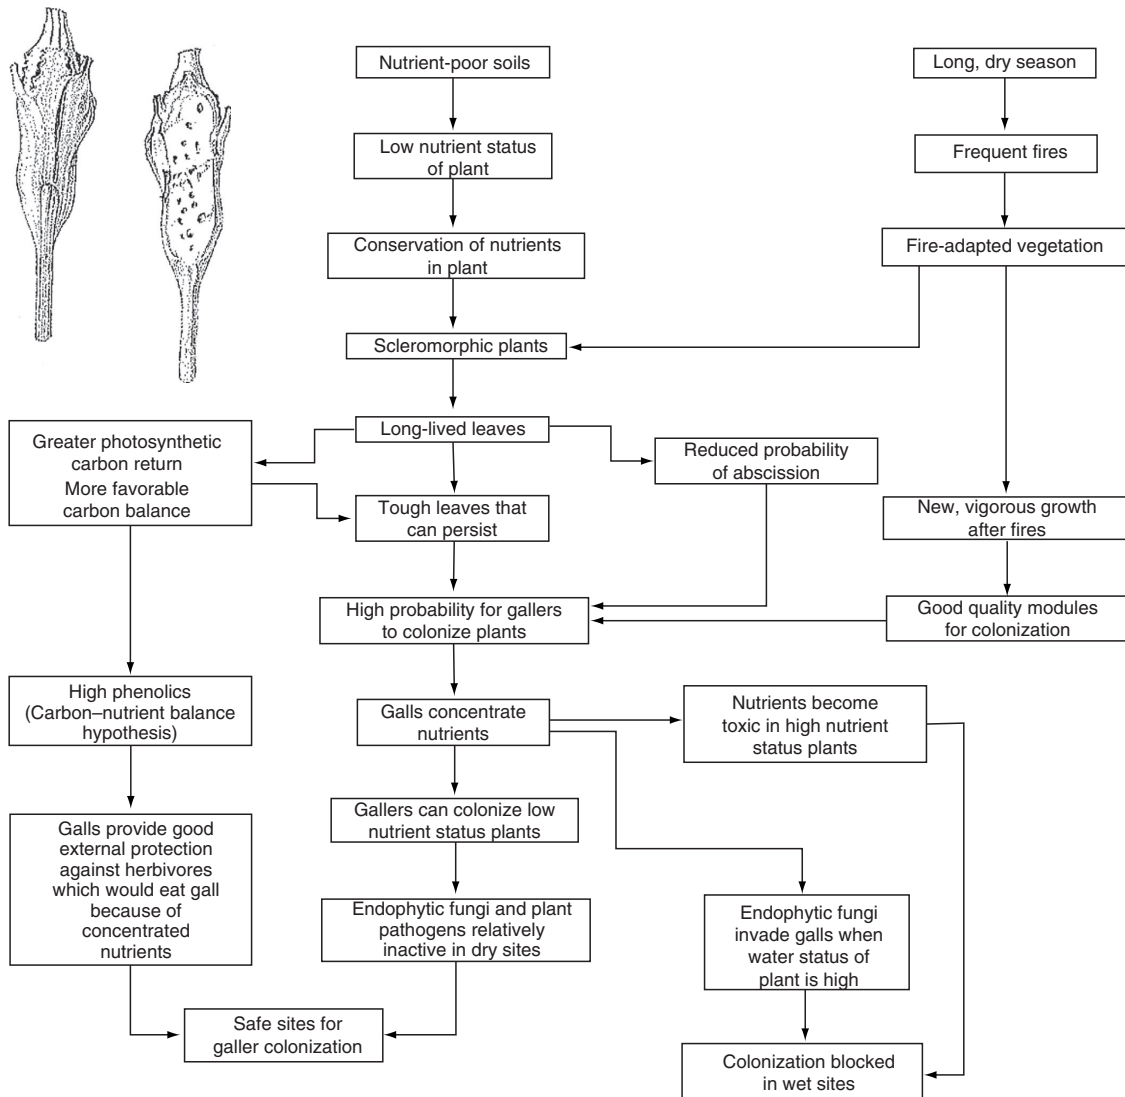 Nutrient-poor soils
Long, dry season
Low nutrient status
of plant
Frequent fires
Conservation of nutrients
in plant
Fire-adapted vegetation
Scleromorphic plants
Long-lived leaves
Greater photosynthetic
carbon return
More favorable
carbon balance
Reduced probability
of abscission
Tough leaves that
can persist
New, vigorous growth
after fires
High probability for gallers
to colonize plants
Good quality modules
for colonization
High phenolics
(Carbon–nutrient balance
hypothesis)
Galls concentrate
nutrients
Nutrients become
toxic in high nutrient
status plants
Gallers can colonize low
nutrient status plants
Galls provide good
external protection
against herbivores
which would eat gall
because of
concentrated
nutrients
Endophytic fungi and plant
pathogens relatively
inactive in dry sites
Endophytic fungi
invade galls when
water status of
plant is high
Safe sites for
galler colonization
Colonization blocked
in wet sites